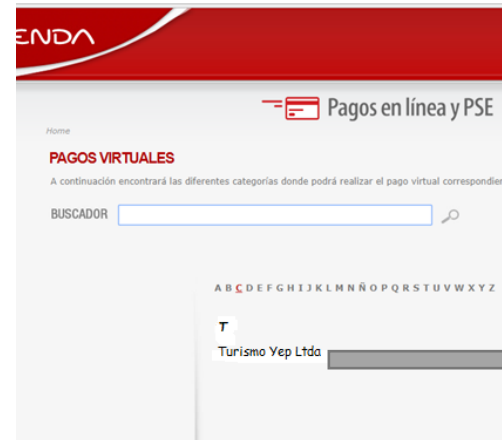 ENDA
Pagos en línea y PSE
Home
PAGOS VIRTUALES
A continuación encontrará las diferentes categorías donde podrá realizar el pago virtual correspondien
BUSCADOR
A B C D E F G H I J K L M N Ñ O P Q R S T U V W X Y Z
T
Turismo Yep Ltda